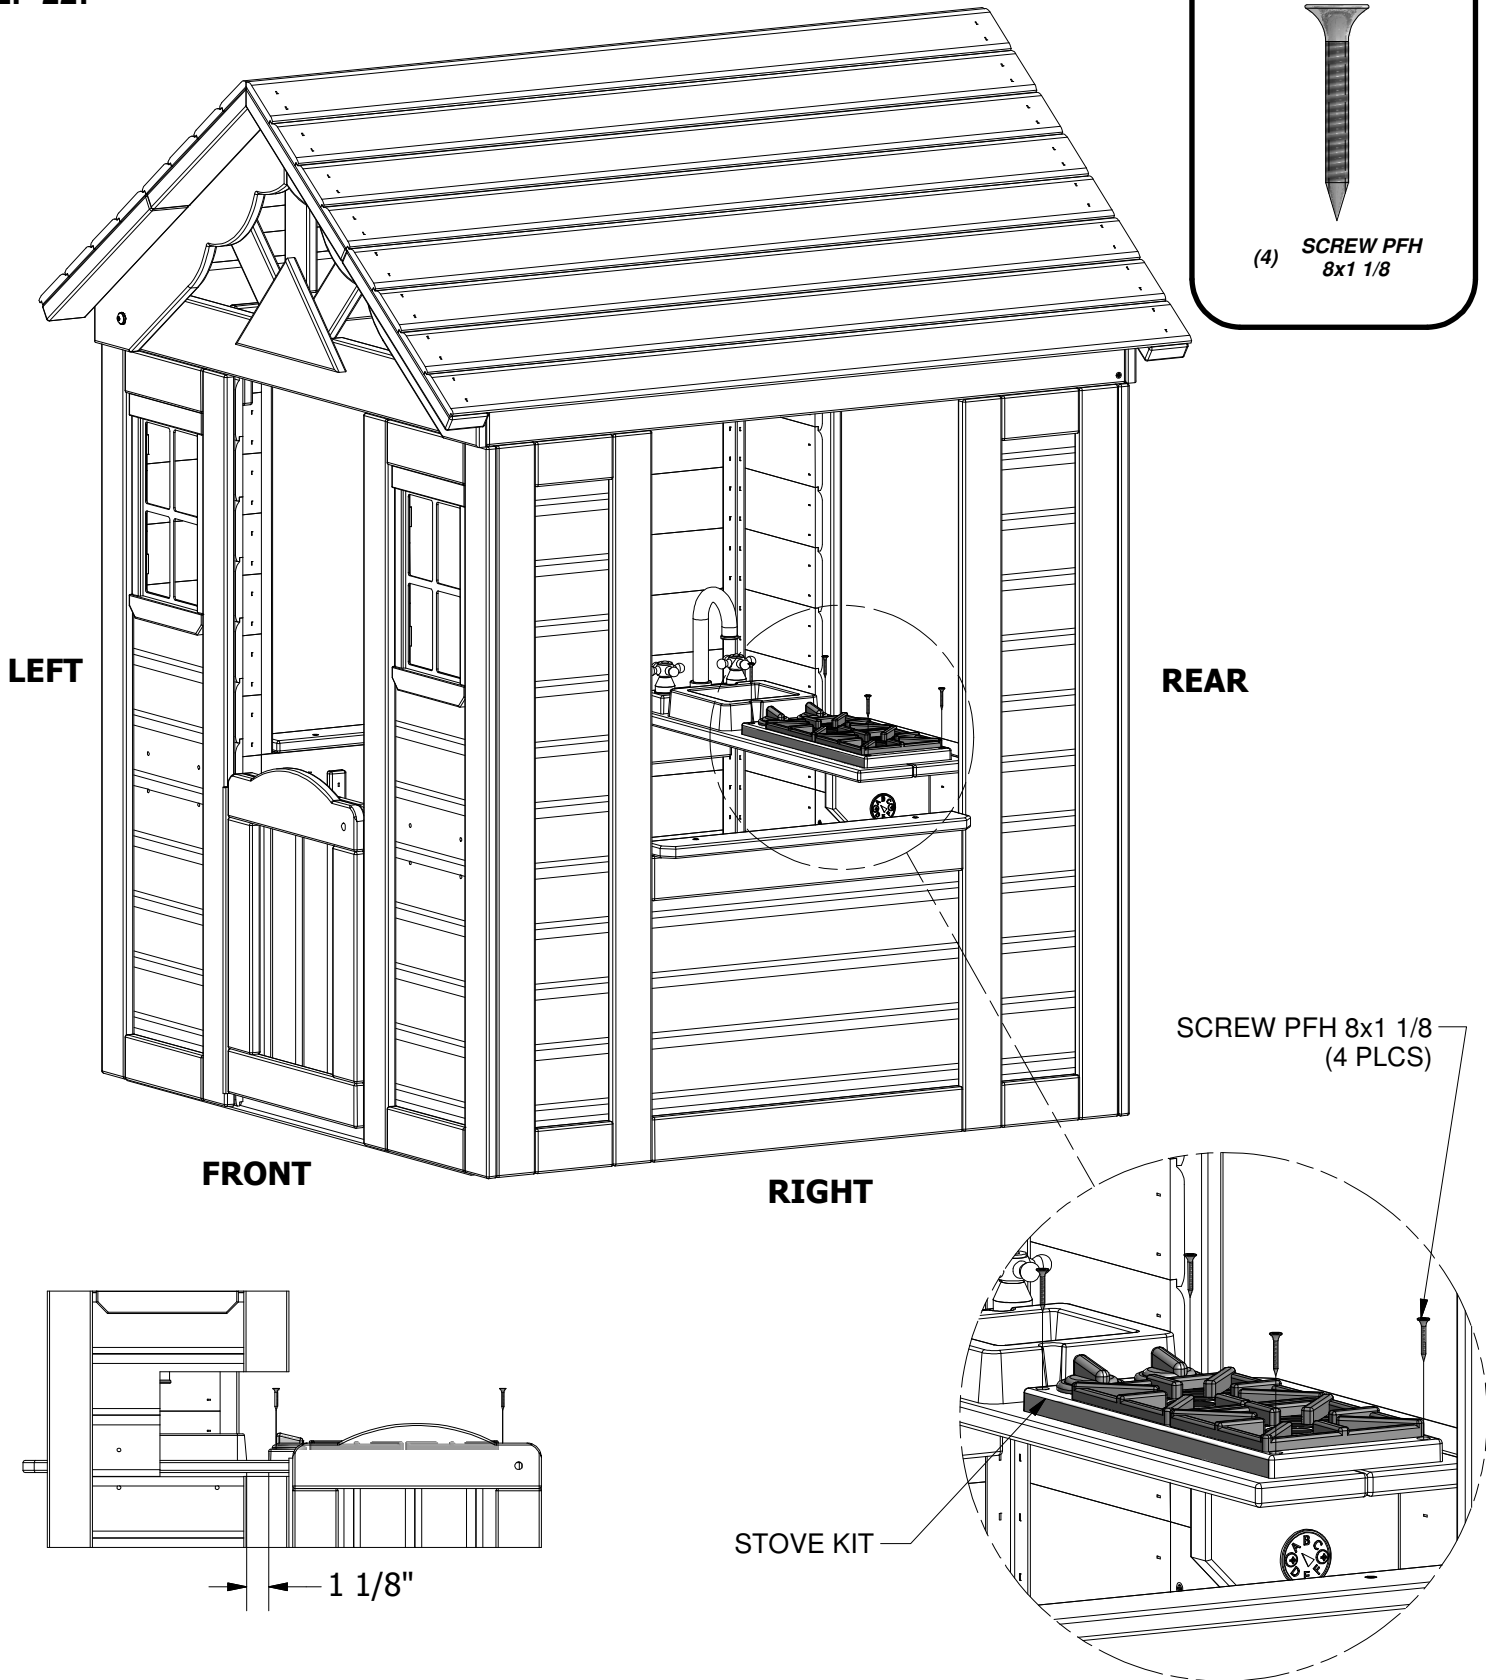 (4) SCREW PFH
8x1 1/8
LEFT
REAR
SCREW PFH 8x1 1/8
(4 PLCS)
FRONT
RIGHT
STOVE KIT
A B C
D E F
1 1/8"